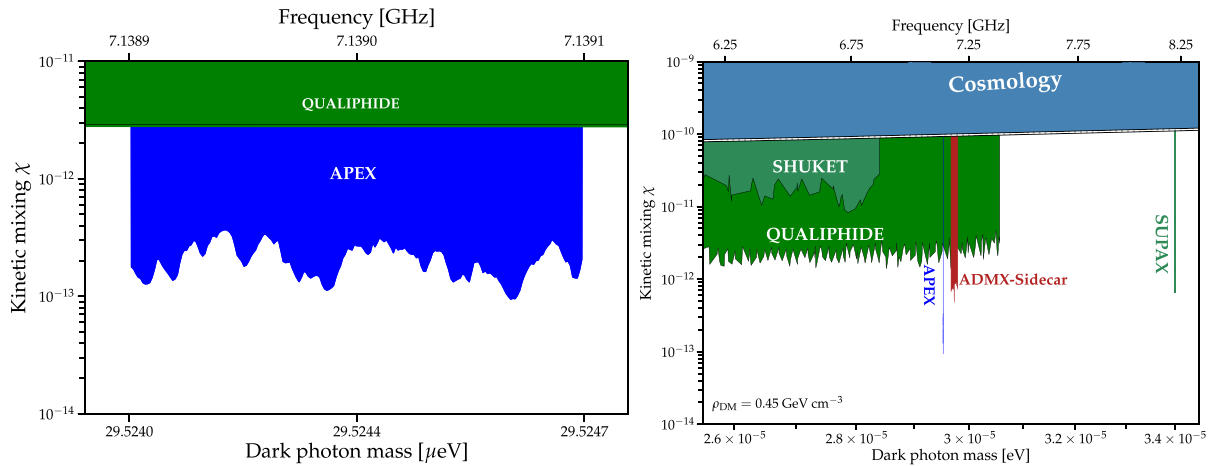 Frequency [GHz]
7.1389 7.1390 7.1391
10⁻¹¹
QUALIPHIDE
10⁻¹²
APEX
10⁻¹³
10⁻¹⁴
Kinetic mixing χ
29.5240 29.5244 29.5247
Dark photon mass [μeV]
Frequency [GHz]
6.25 6.75 7.25 7.75 8.25
10⁻⁹
Cosmology
10⁻¹⁰
SHUKET
10⁻¹¹
QUALIPHIDE
SUPAX
10⁻¹²
APEX
ADMX-Sidecar
10⁻¹³
ρDM = 0.45 GeV cm⁻³
10⁻¹⁴
Kinetic mixing χ
2.6 × 10⁻⁵ 2.8 × 10⁻⁵ 3 × 10⁻⁵ 3.2 × 10⁻⁵ 3.4 × 10⁻⁵
Dark photon mass [eV]